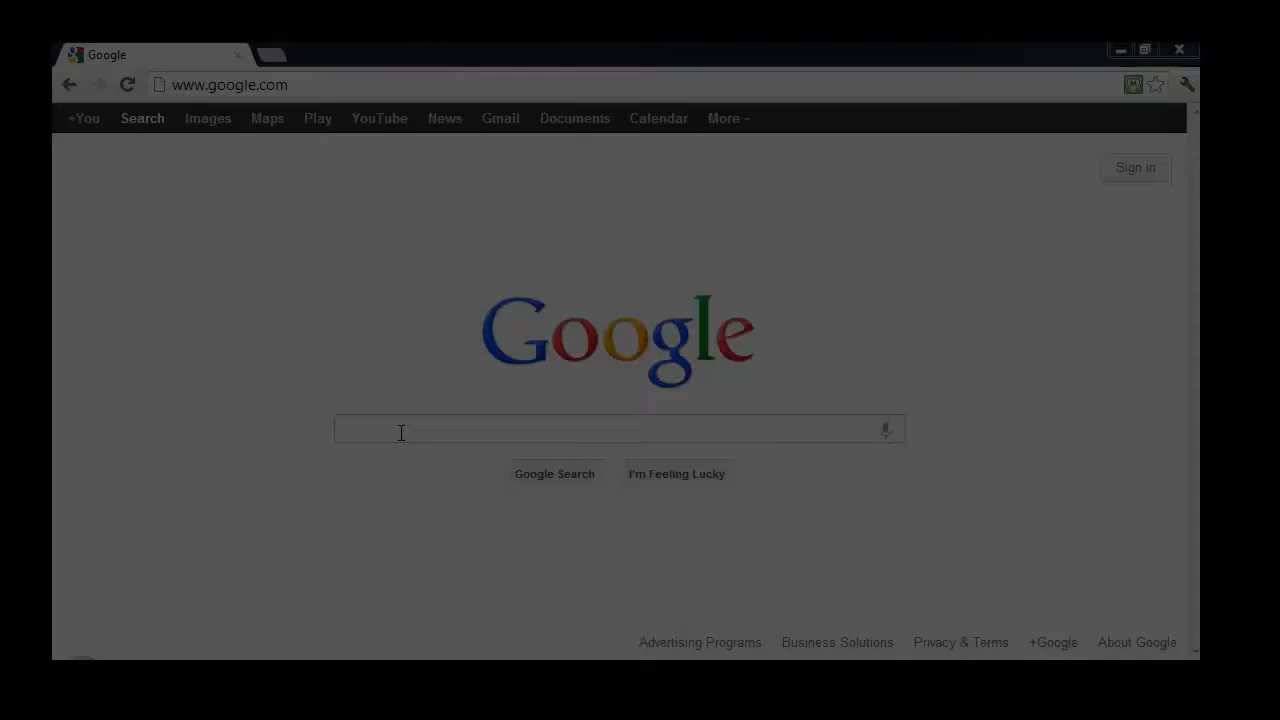 Google
www.google.com
+You Search Images Maps Play YouTube News Gmail Documents Calendar More
Sign in
Google
Google Search I'm Feeling Lucky
Advertising Programs Business Solutions Privacy & Terms +Google About Google